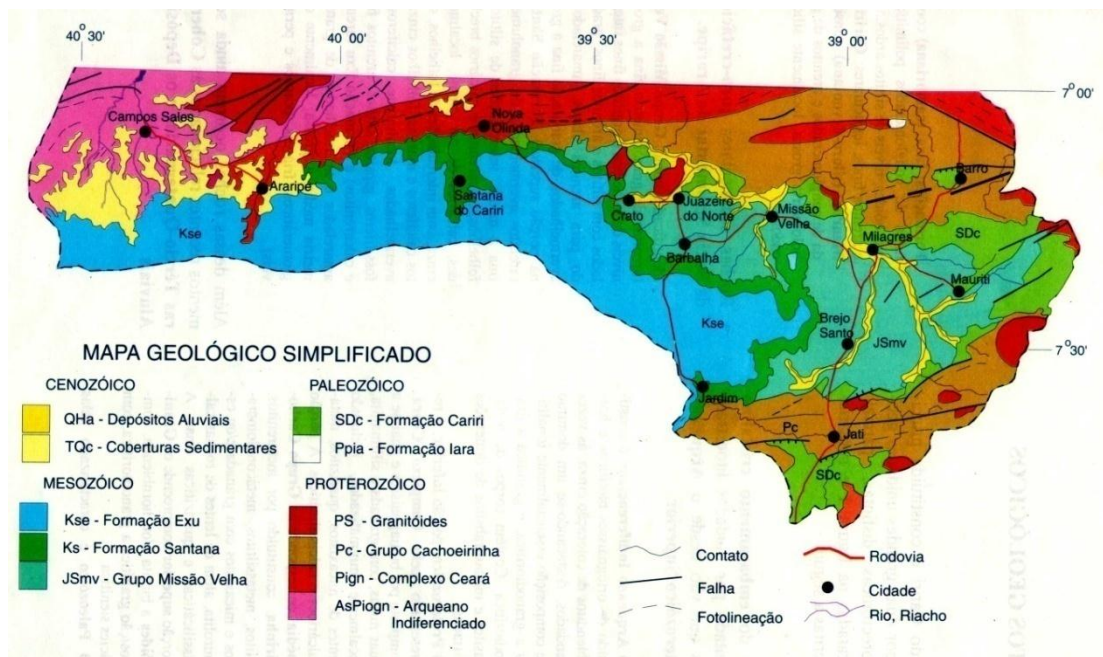 40° 30'
40° 00'
39° 30'
39° 00'
7° 00'
Campos Sales
Nova Olinda
Araripe
Santana do Cariri
Crato
Juazeiro do Norte
Missão Velha
Barro
Kse
Barbalha
Milagres
SDc
Mauriti
Kse
Brejo Santo
JSmv
7° 30'
Jardim
Pc
Jati
SDc
MAPA GEOLÓGICO SIMPLIFICADO
CENOZÓICO
QHa - Depósitos Aluviais
TQc - Coberturas Sedimentares
MESOZÓICO
Kse - Formação Exu
Ks - Formação Santana
JSmv - Grupo Missão Velha
PALEOZÓICO
SDc - Formação Cariri
Ppia - Formação Iara
PROTEROZÓICO
PS - Granitóides
Pc - Grupo Cachoeirinha
Pign - Complexo Ceará
AsPiogn - Arqueano
Indiferenciado
Contato
Falha
Fotolineação
Rodovia
Cidade
Rio, Riacho